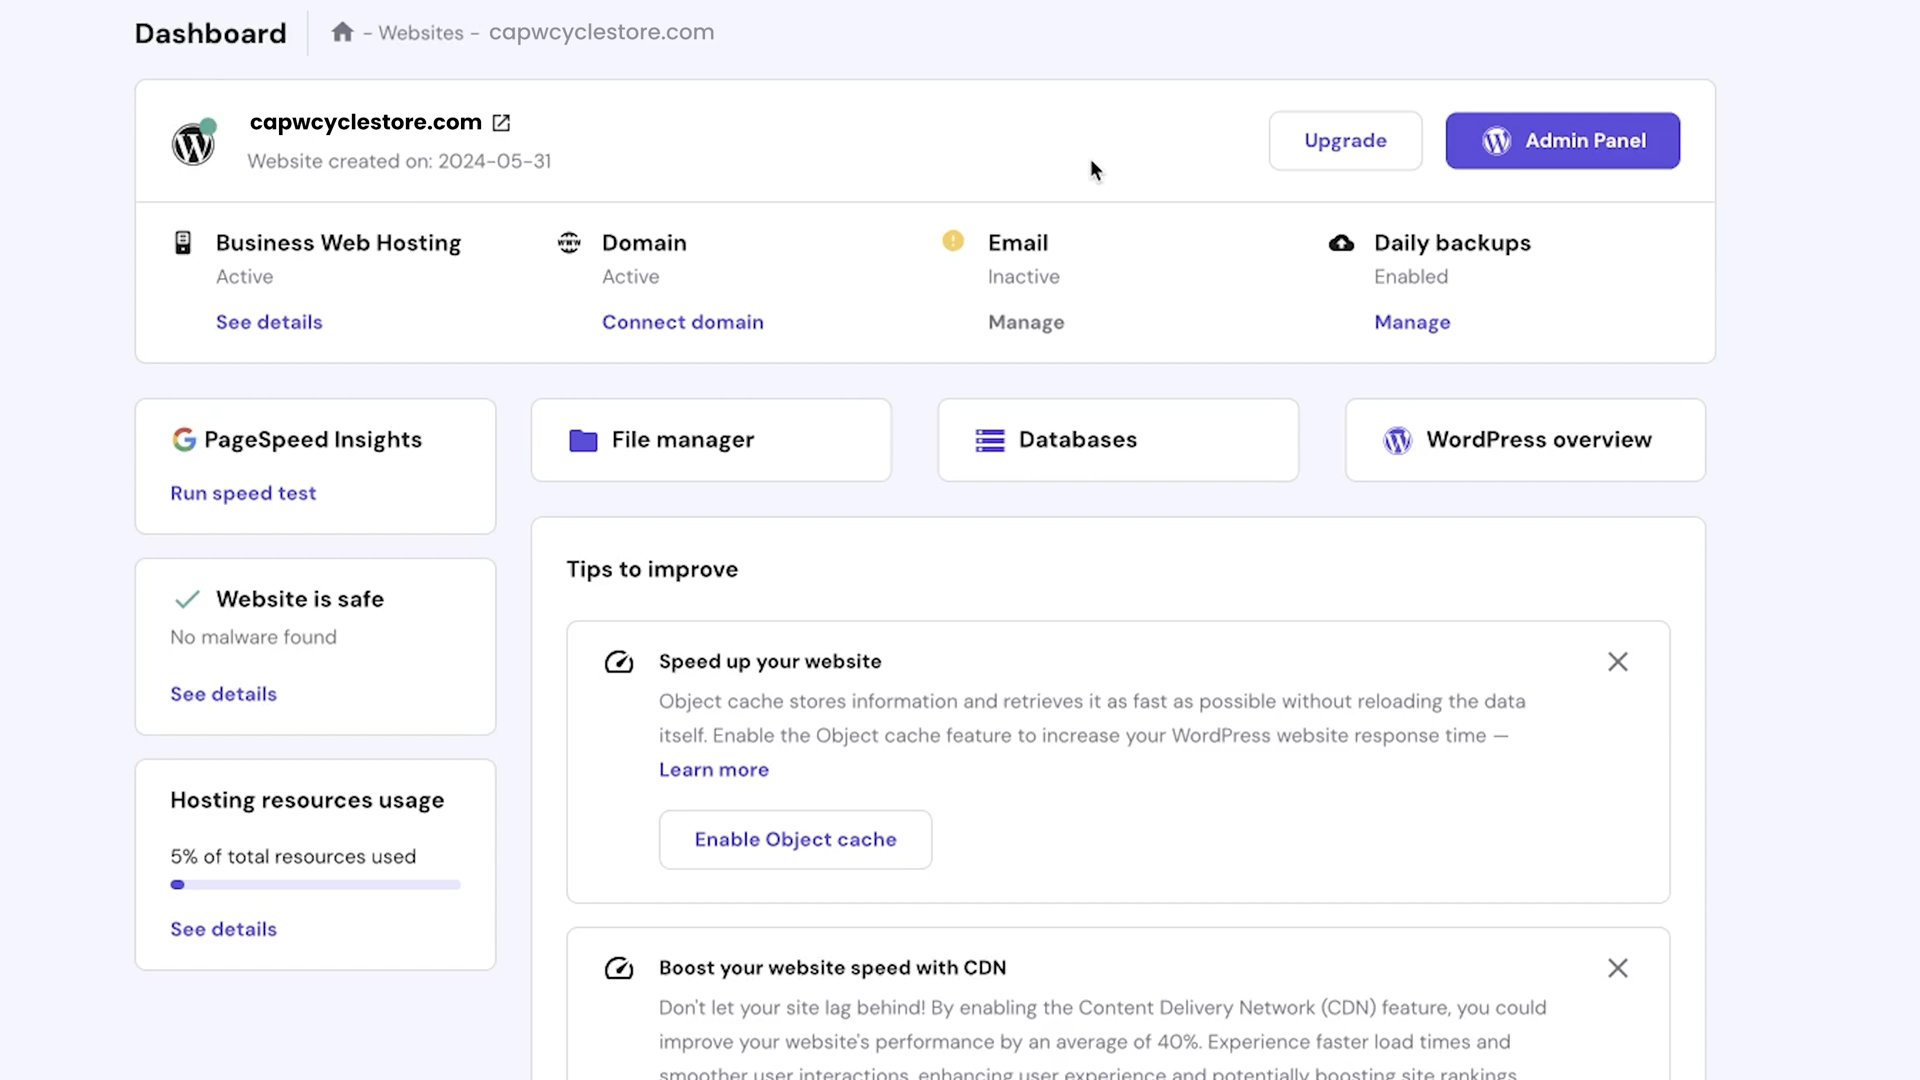 Dashboard
- Websites - capwcyclestore.com
capwcyclestore.com
Website created on: 2024-05-31
Upgrade
Admin Panel
Business Web Hosting
Active
See details
Domain
Active
Connect domain
Email
Inactive
Manage
Daily backups
Enabled
Manage
PageSpeed Insights
Run speed test
File manager
Databases
WordPress overview
Website is safe
No malware found
See details
Hosting resources usage
5% of total resources used
See details
Tips to improve
Speed up your website
Object cache stores information and retrieves it as fast as possible without reloading the data
itself. Enable the Object cache feature to increase your WordPress website response time —
Learn more
Enable Object cache
Boost your website speed with CDN
Don't let your site lag behind! By enabling the Content Delivery Network (CDN) feature, you could
improve your website's performance by an average of 40%. Experience faster load times and
smoother user interactions, enhancing user experience and potentially boosting site rankings